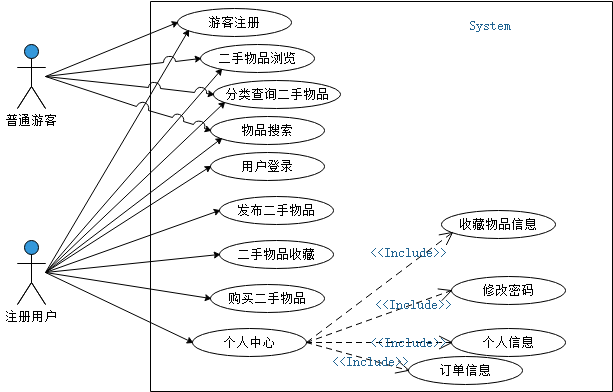 System
游客注册
二手物品浏览
分类查询二手物品
普通游客
物品搜索
用户登录
发布二手物品
收藏物品信息
二手物品收藏
<<Include>>
修改密码
购买二手物品
<<Include>>
注册用户
个人中心
<<Include>>
个人信息
<<Include>>
订单信息